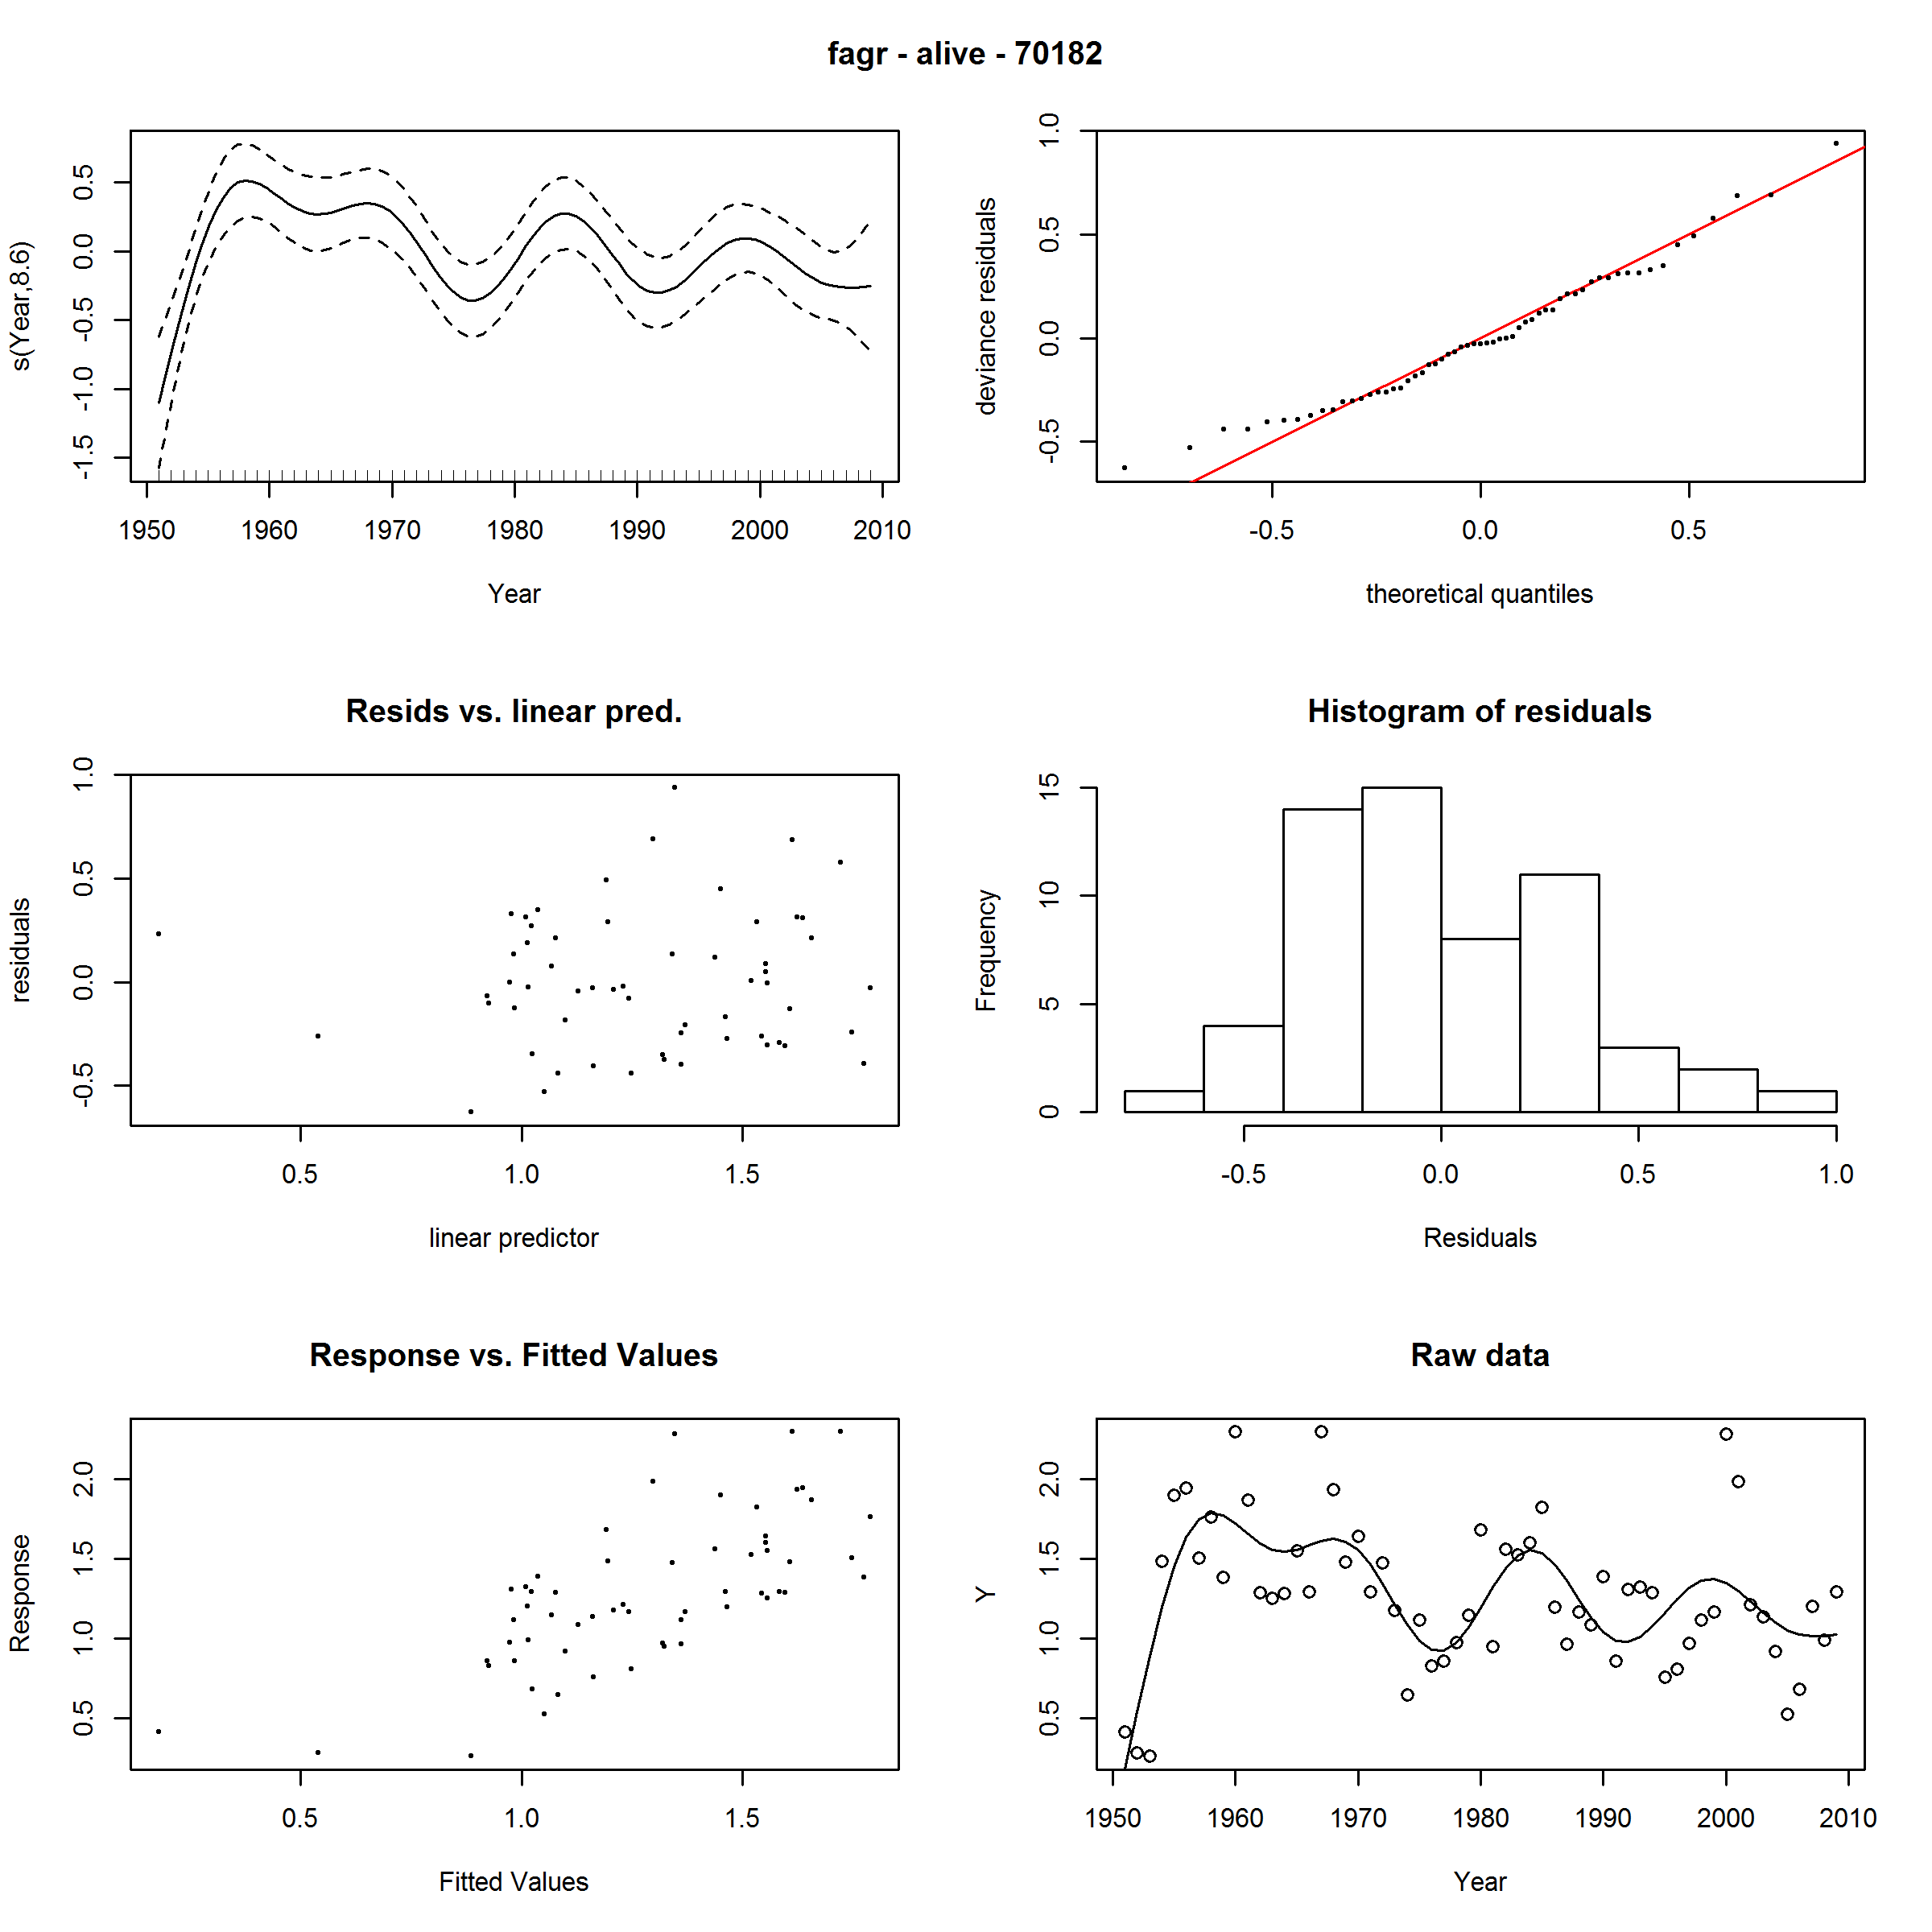 fagr - alive - 70182
s(Year,8.6)
0.5
0.0
-0.5
-1.0
-1.5
1950 1960 1970 1980 1990 2000 2010
Year
deviance residuals
1.0
0.5
0.0
-0.5
-0.5 0.0 0.5
theoretical quantiles
Resids vs. linear pred.
residuals
1.0
0.5
0.0
-0.5
0.5 1.0 1.5
linear predictor
Histogram of residuals
Frequency
15
10
5
0
-0.5 0.0 0.5 1.0
Residuals
Response vs. Fitted Values
Response
2.0
1.5
1.0
0.5
0.5 1.0 1.5
Fitted Values
Raw data
Y
2.0
1.5
1.0
0.5
1950 1960 1970 1980 1990 2000 2010
Year